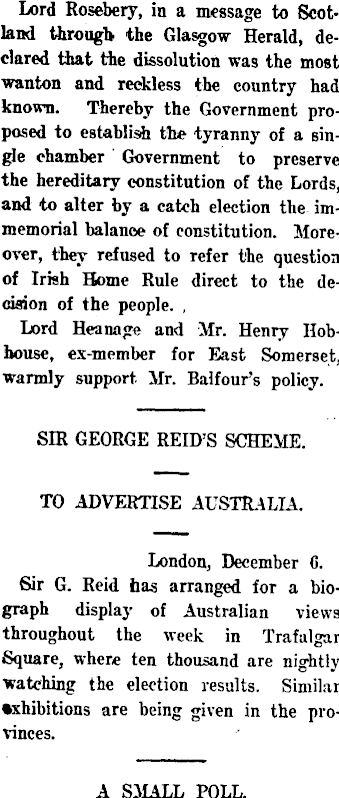 Lord Rosebery, in a message to Scot-
land through the Glasgow Herald, de-
clared that the dissolution was the most
wanton and reckless the country had
known. Thereby the Government pro-
posed to establish the tyranny of a sin-
gle chamber Government to preserve
the hereditary constitution of the Lords,
and to alter by a catch election the im-
memorial balance of constitution. More-
over, they refused to refer the question
of Irish Home Rule direct to the de-
cision of the people.
Lord Heanage and Mr. Henry Hob-
house, ex-member for East Somerset,
warmly support Mr. Balfour's policy.
SIR GEORGE REID'S SCHEME.
TO ADVERTISE AUSTRALIA.
London, December 6.
Sir G. Reid has arranged for a bio-
graph display of Australian views
throughout the week in Trafalgar
Square, where ten thousand are nightly
watching the election results. Similar
exhibitions are being given in the pro-
vinces.
A SMALL POLL.